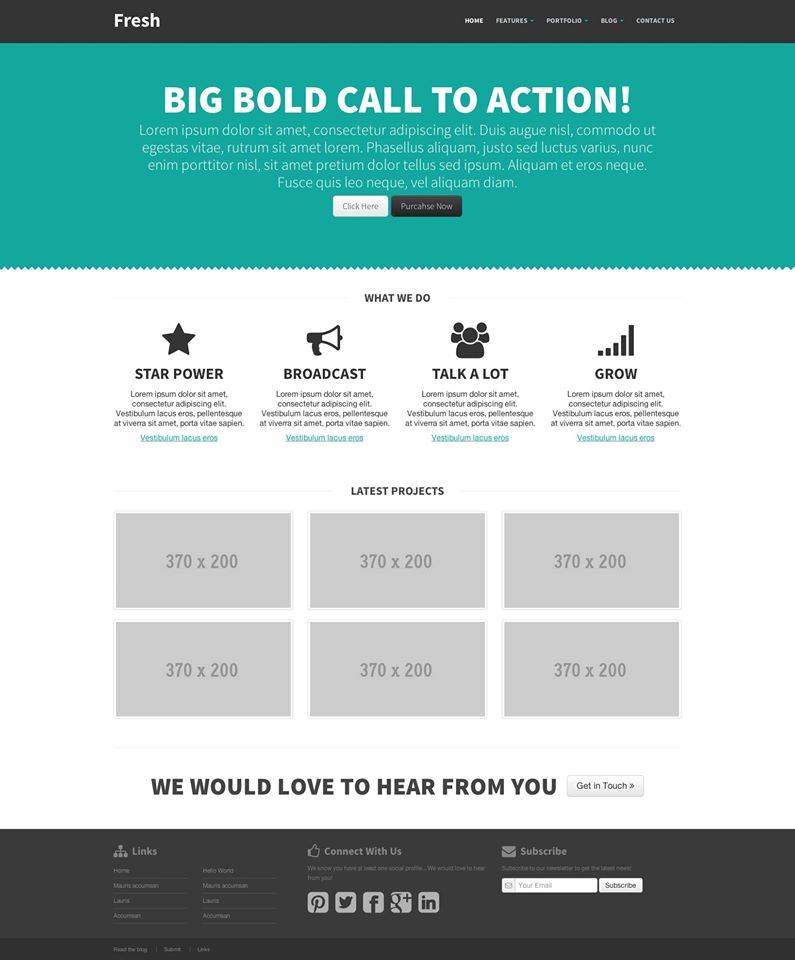 Fresh
HOME FEATURES PORTFOLIO BLOG CONTACT US
BIG BOLD CALL TO ACTION!
Lorem ipsum dolor sit amet, consectetur adipiscing elit. Duis augue nisl, commodo ut
egestas vitae, rutrum sit amet lorem. Phasellus aliquam, justo sed luctus varius, nunc
enim porttitor nisl, sit amet pretium dolor tellus sed ipsum. Aliquam et eros neque.
Fusce quis leo neque, vel aliquam diam.
Click Here Purcahse Now
WHAT WE DO
STAR POWER
Lorem ipsum dolor sit amet,
consectetur adipiscing elit.
Vestibulum lacus eros, pellentesque
at viverra sit amet, porta vitae sapien.
Vestibulum lacus eros
BROADCAST
Lorem ipsum dolor sit amet,
consectetur adipiscing elit.
Vestibulum lacus eros, pellentesque
at viverra sit amet, porta vitae sapien.
Vestibulum lacus eros
TALK A LOT
Lorem ipsum dolor sit amet,
consectetur adipiscing elit.
Vestibulum lacus eros, pellentesque
at viverra sit amet, porta vitae sapien.
Vestibulum lacus eros
GROW
Lorem ipsum dolor sit amet,
consectetur adipiscing elit.
Vestibulum lacus eros, pellentesque
at viverra sit amet, porta vitae sapien.
Vestibulum lacus eros
LATEST PROJECTS
370 x 200 370 x 200 370 x 200
370 x 200 370 x 200 370 x 200
WE WOULD LOVE TO HEAR FROM YOU Get in Touch »
Links
Home Hello World
Mauris accumsan Mauris accumsan
Lauris Lauris
Accumsan Accumsan
Connect With Us
We know you have at least one social profile... We would love to hear
from you!
Subscribe
Subscribe to our newsletter to get the latest news!
Your Email Subscribe
Read the blog | Submit | Links